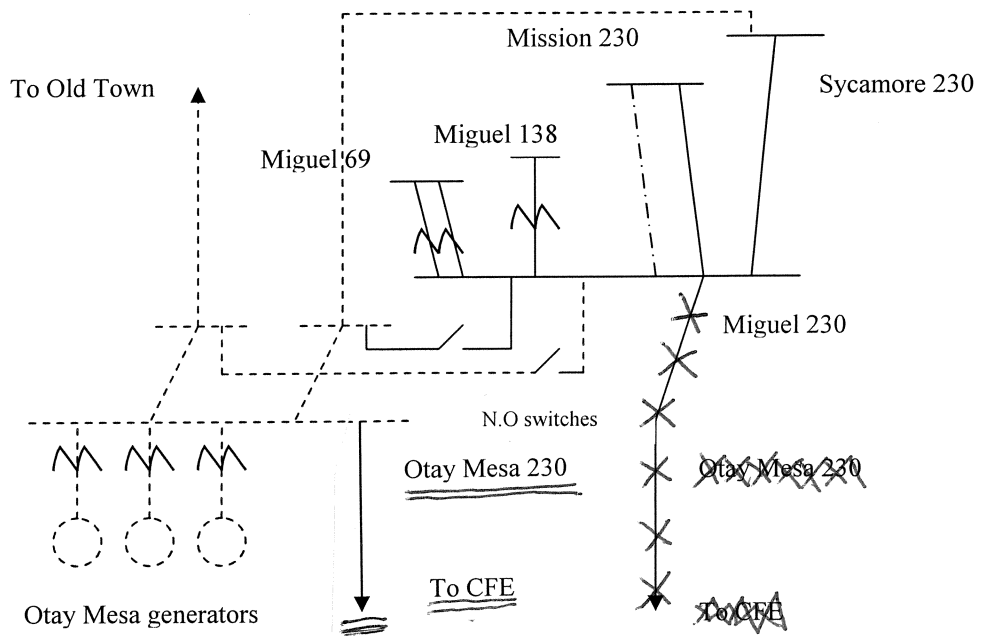 Mission 230
To Old Town
Sycamore 230
Miguel 138
Miguel 69
Miguel 230
N.O switches
Otay Mesa 230
Otay Mesa 230
To CFE
To CFE
Otay Mesa generators